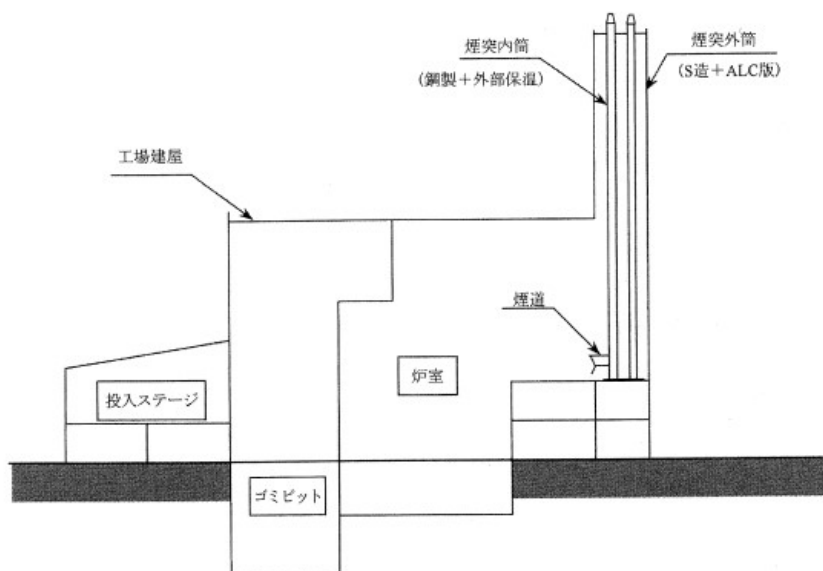 煙突内筒
(鋼製+外部保温)
煙突外筒
(S造+ALC版)
工場建屋
煙道
炉室
投入ステージ
ゴミピット